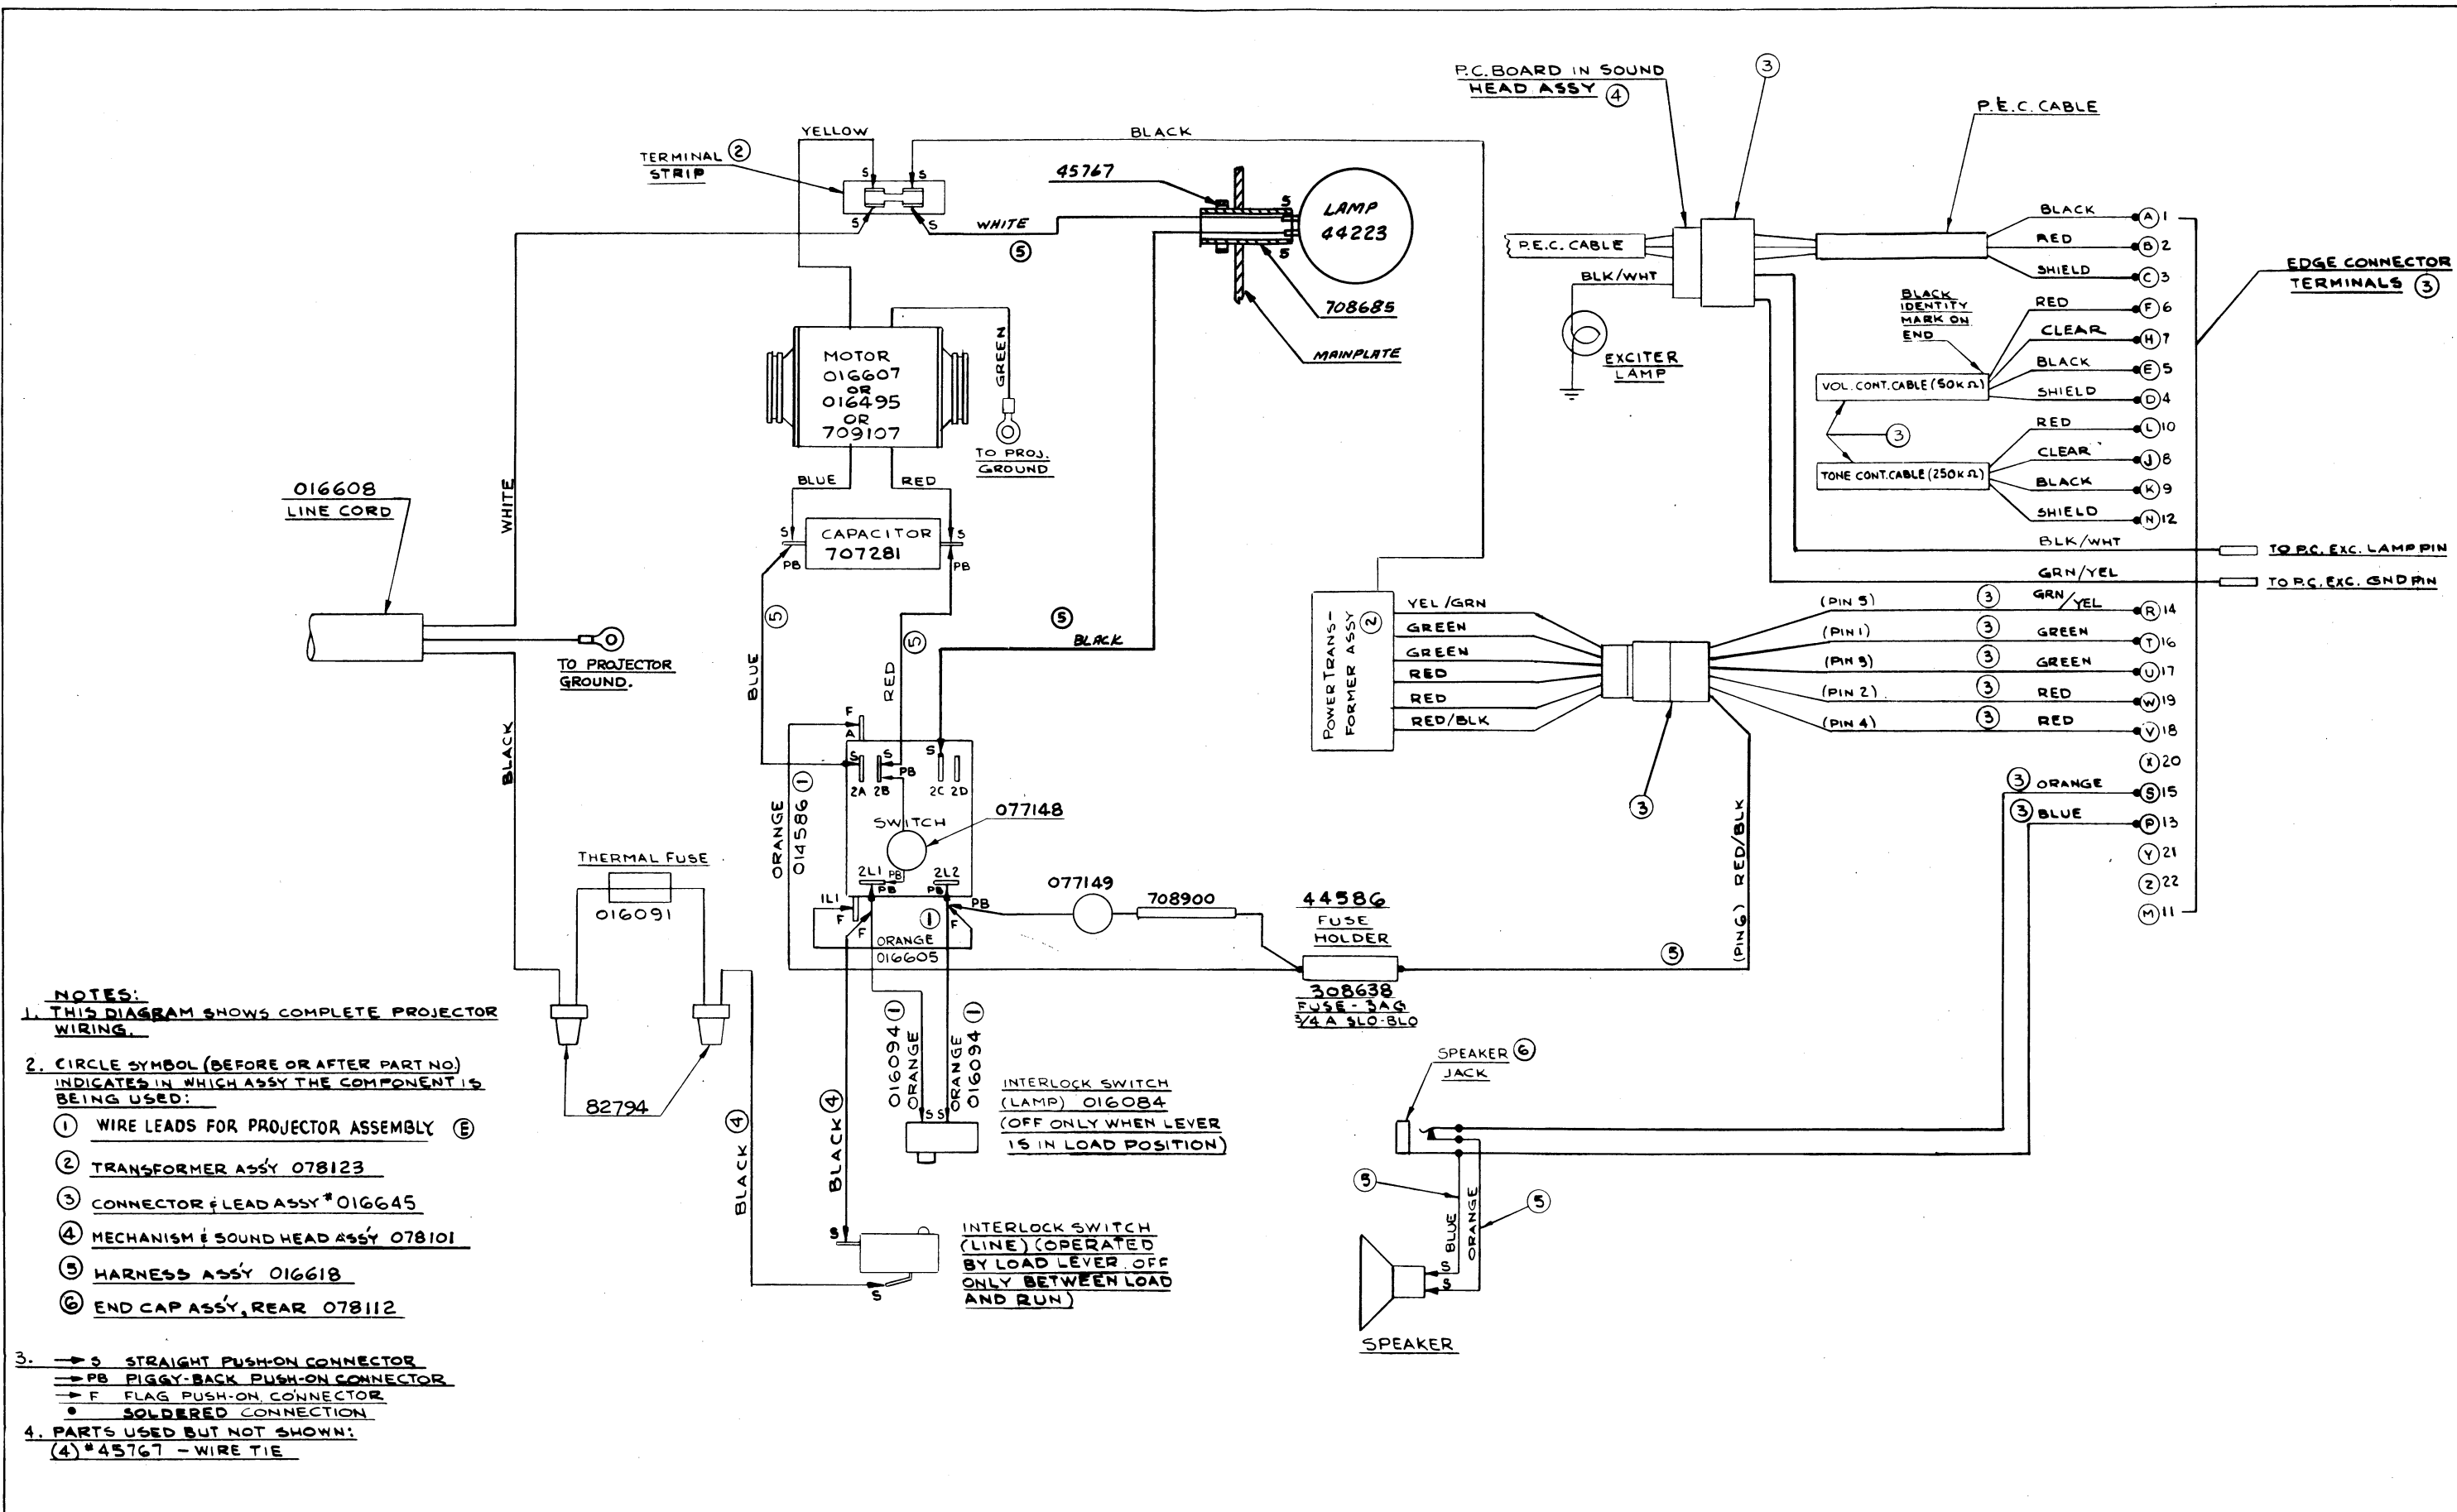 P.C. BOARD IN SOUND
HEAD ASSY ④
③
P.E.C. CABLE
YELLOW
BLACK
TERMINAL ②
STRIP
S
S
S
S
45767
S
S
LAMP
44223
WHITE
⑤
708685
MAINPLATE
P.E.C. CABLE
BLK/WHT
EXCITER
LAMP
BLACK
Ⓐ 1
RED
Ⓑ 2
SHIELD
Ⓒ 3
EDGE CONNECTOR
TERMINALS ③
BLACK
IDENTITY
MARK ON
END
RED
Ⓕ 6
CLEAR
Ⓗ 7
BLACK
Ⓔ 5
SHIELD
Ⓓ 4
VOL. CONT. CABLE (50K Ω)
③
RED
Ⓛ 10
CLEAR
Ⓙ 8
BLACK
Ⓚ 9
SHIELD
Ⓝ 12
TONE CONT. CABLE (250K Ω)
BLK/WHT
TO P.C. EXC. LAMP PIN
GRN/YEL
TO P.C. EXC. GND PIN
MOTOR
016607
OR
016495
OR
709107
GREEN
TO PROJ.
GROUND
BLUE
RED
S
S
CAPACITOR
707281
PB
PB
016608
LINE CORD
WHITE
TO PROJECTOR
GROUND.
BLACK
⑤
BLUE
⑤
RED
⑤
BLACK
POWER TRANS-
FORMER ASSY
②
YEL/GRN
GREEN
GREEN
RED
RED
RED/BLK
③
(PIN 5)
③
GRN
/YEL
Ⓡ 14
(PIN 1)
③
GREEN
Ⓣ 16
(PIN 3)
③
GREEN
Ⓤ 17
(PIN 2)
③
RED
Ⓦ 19
(PIN 4)
③
RED
Ⓥ 18
Ⓧ 20
③ ORANGE
Ⓢ 15
③ BLUE
Ⓟ 13
Ⓨ 21
Ⓩ 22
Ⓜ 11
(PIN 6) RED/BLK
F
A
S
S
PB
S
2A
2B
2C
2D
SWITCH
077148
2L1
PB
PB
2L2
PB
1L1
F
F
①
F
PB
ORANGE
016605
ORANGE
014586 ①
077149
708900
44586
FUSE
HOLDER
308638
FUSE - 3AG
3/4 A SLO-BLO
⑤
THERMAL FUSE
016091
82794
BLACK ④
BLACK ④
016094 ①
ORANGE
ORANGE
016094 ①
S S
INTERLOCK SWITCH
(LAMP) 016084
(OFF ONLY WHEN LEVER
IS IN LOAD POSITION)
S
S
INTERLOCK SWITCH
(LINE) (OPERATED
BY LOAD LEVER. OFF
ONLY BETWEEN LOAD
AND RUN)
SPEAKER ⑥
JACK
⑤
⑤
BLUE
ORANGE
S
S
SPEAKER
NOTES:
1. THIS DIAGRAM SHOWS COMPLETE PROJECTOR
WIRING.
2. CIRCLE SYMBOL (BEFORE OR AFTER PART NO.)
INDICATES IN WHICH ASSY THE COMPONENT IS
BEING USED:
① WIRE LEADS FOR PROJECTOR ASSEMBLY Ⓔ
② TRANSFORMER ASS'Y 078123
③ CONNECTOR & LEAD ASSY # 016645
④ MECHANISM & SOUND HEAD ASS'Y 078101
⑤ HARNESS ASS'Y 016618
⑥ END CAP ASS'Y, REAR 078112
3. → S STRAIGHT PUSH-ON CONNECTOR
→ PB PIGGY-BACK PUSH-ON CONNECTOR
→ F FLAG PUSH-ON CONNECTOR
• SOLDERED CONNECTION
4. PARTS USED BUT NOT SHOWN:
(4) # 45767 - WIRE TIE